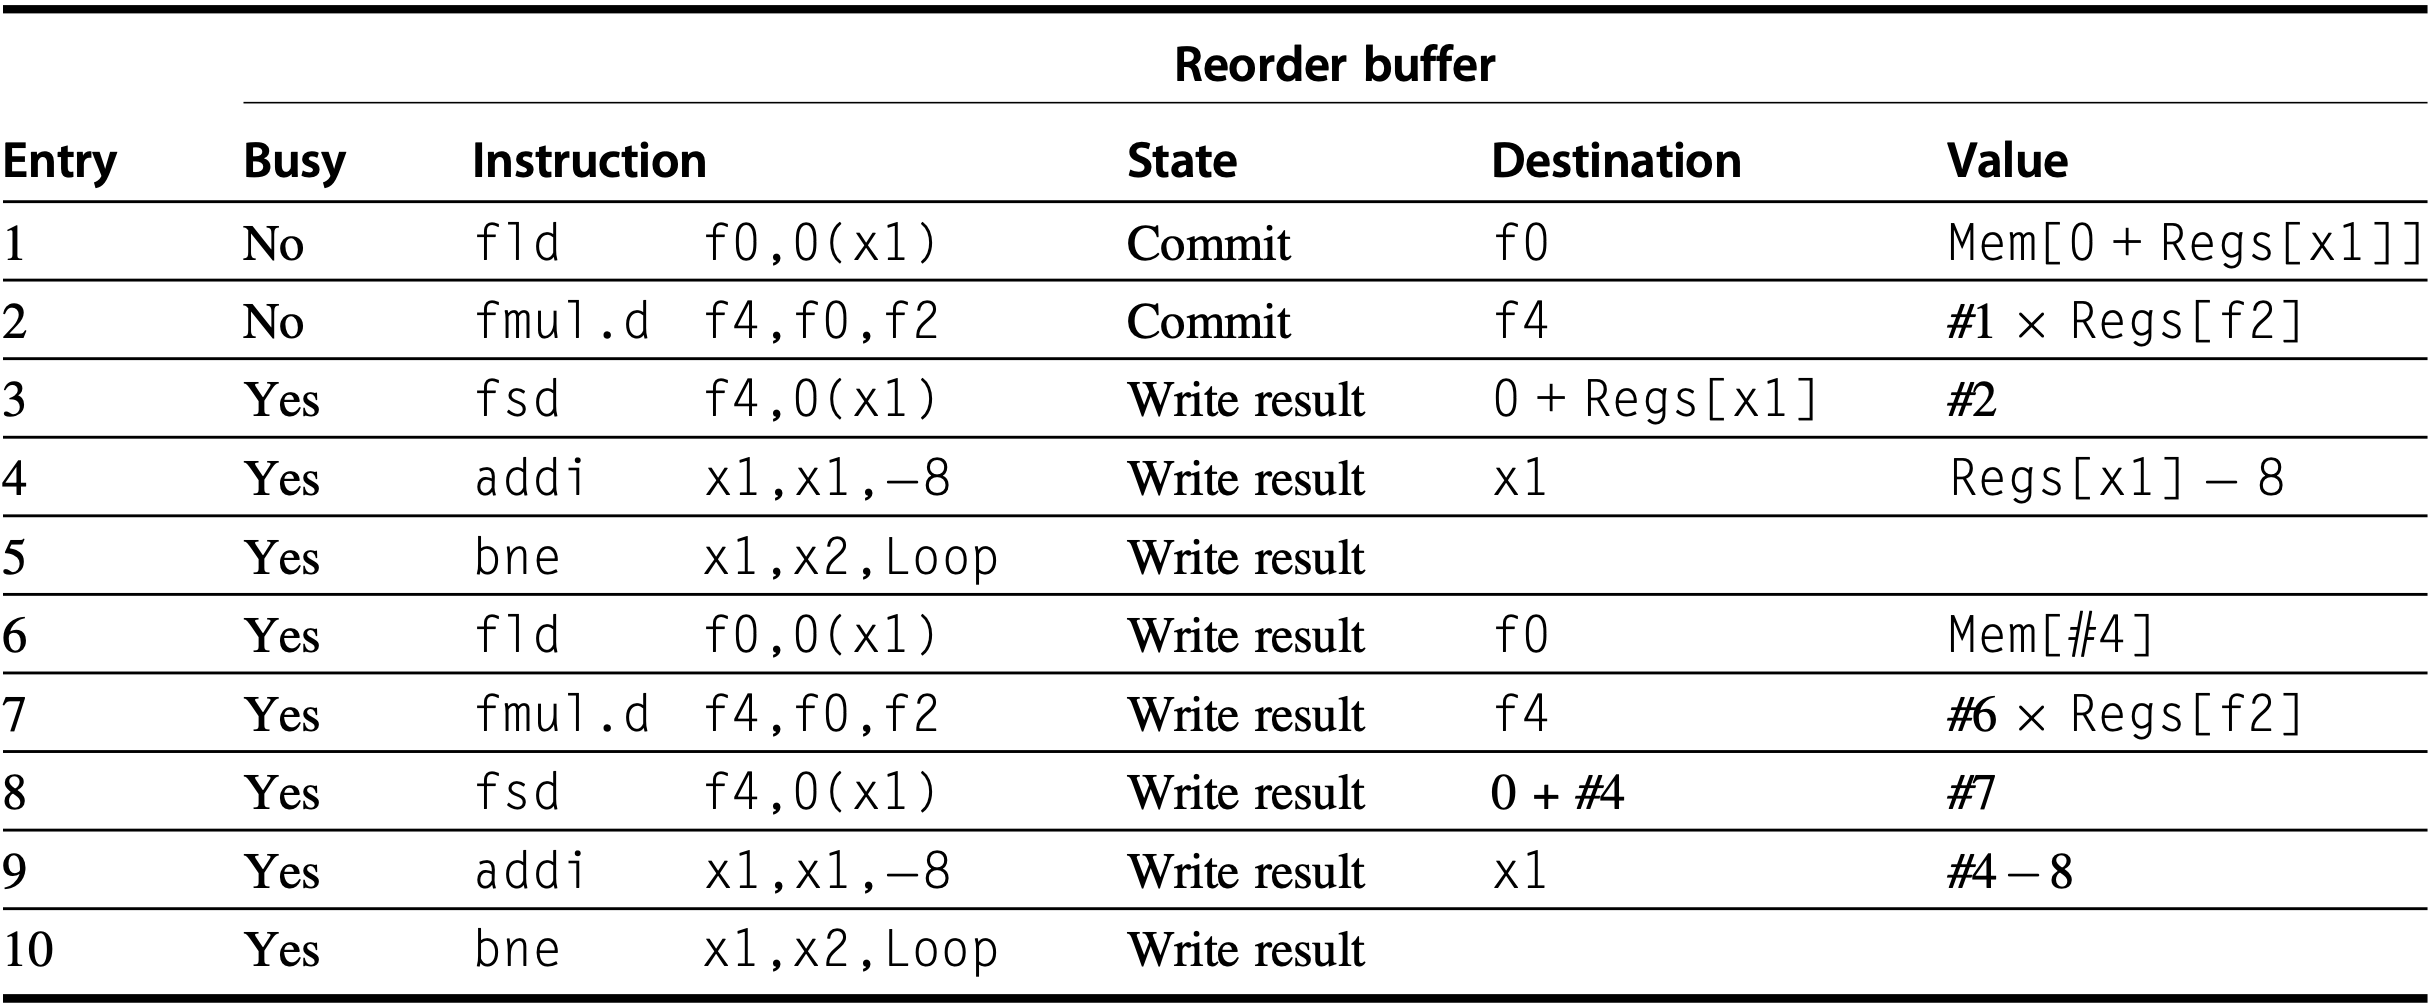 Reorder buffer
Entry Busy Instruction State Destination Value
1 No fld f0,0(x1) Commit f0 Mem[0 + Regs[x1]]
2 No fmul.d f4,f0,f2 Commit f4 #1 × Regs[f2]
3 Yes fsd f4,0(x1) Write result 0 + Regs[x1] #2
4 Yes addi x1,x1,−8 Write result x1 Regs[x1] − 8
5 Yes bne x1,x2,Loop Write result
6 Yes fld f0,0(x1) Write result f0 Mem[#4]
7 Yes fmul.d f4,f0,f2 Write result f4 #6 × Regs[f2]
8 Yes fsd f4,0(x1) Write result 0 + #4 #7
9 Yes addi x1,x1,−8 Write result x1 #4 − 8
10 Yes bne x1,x2,Loop Write result